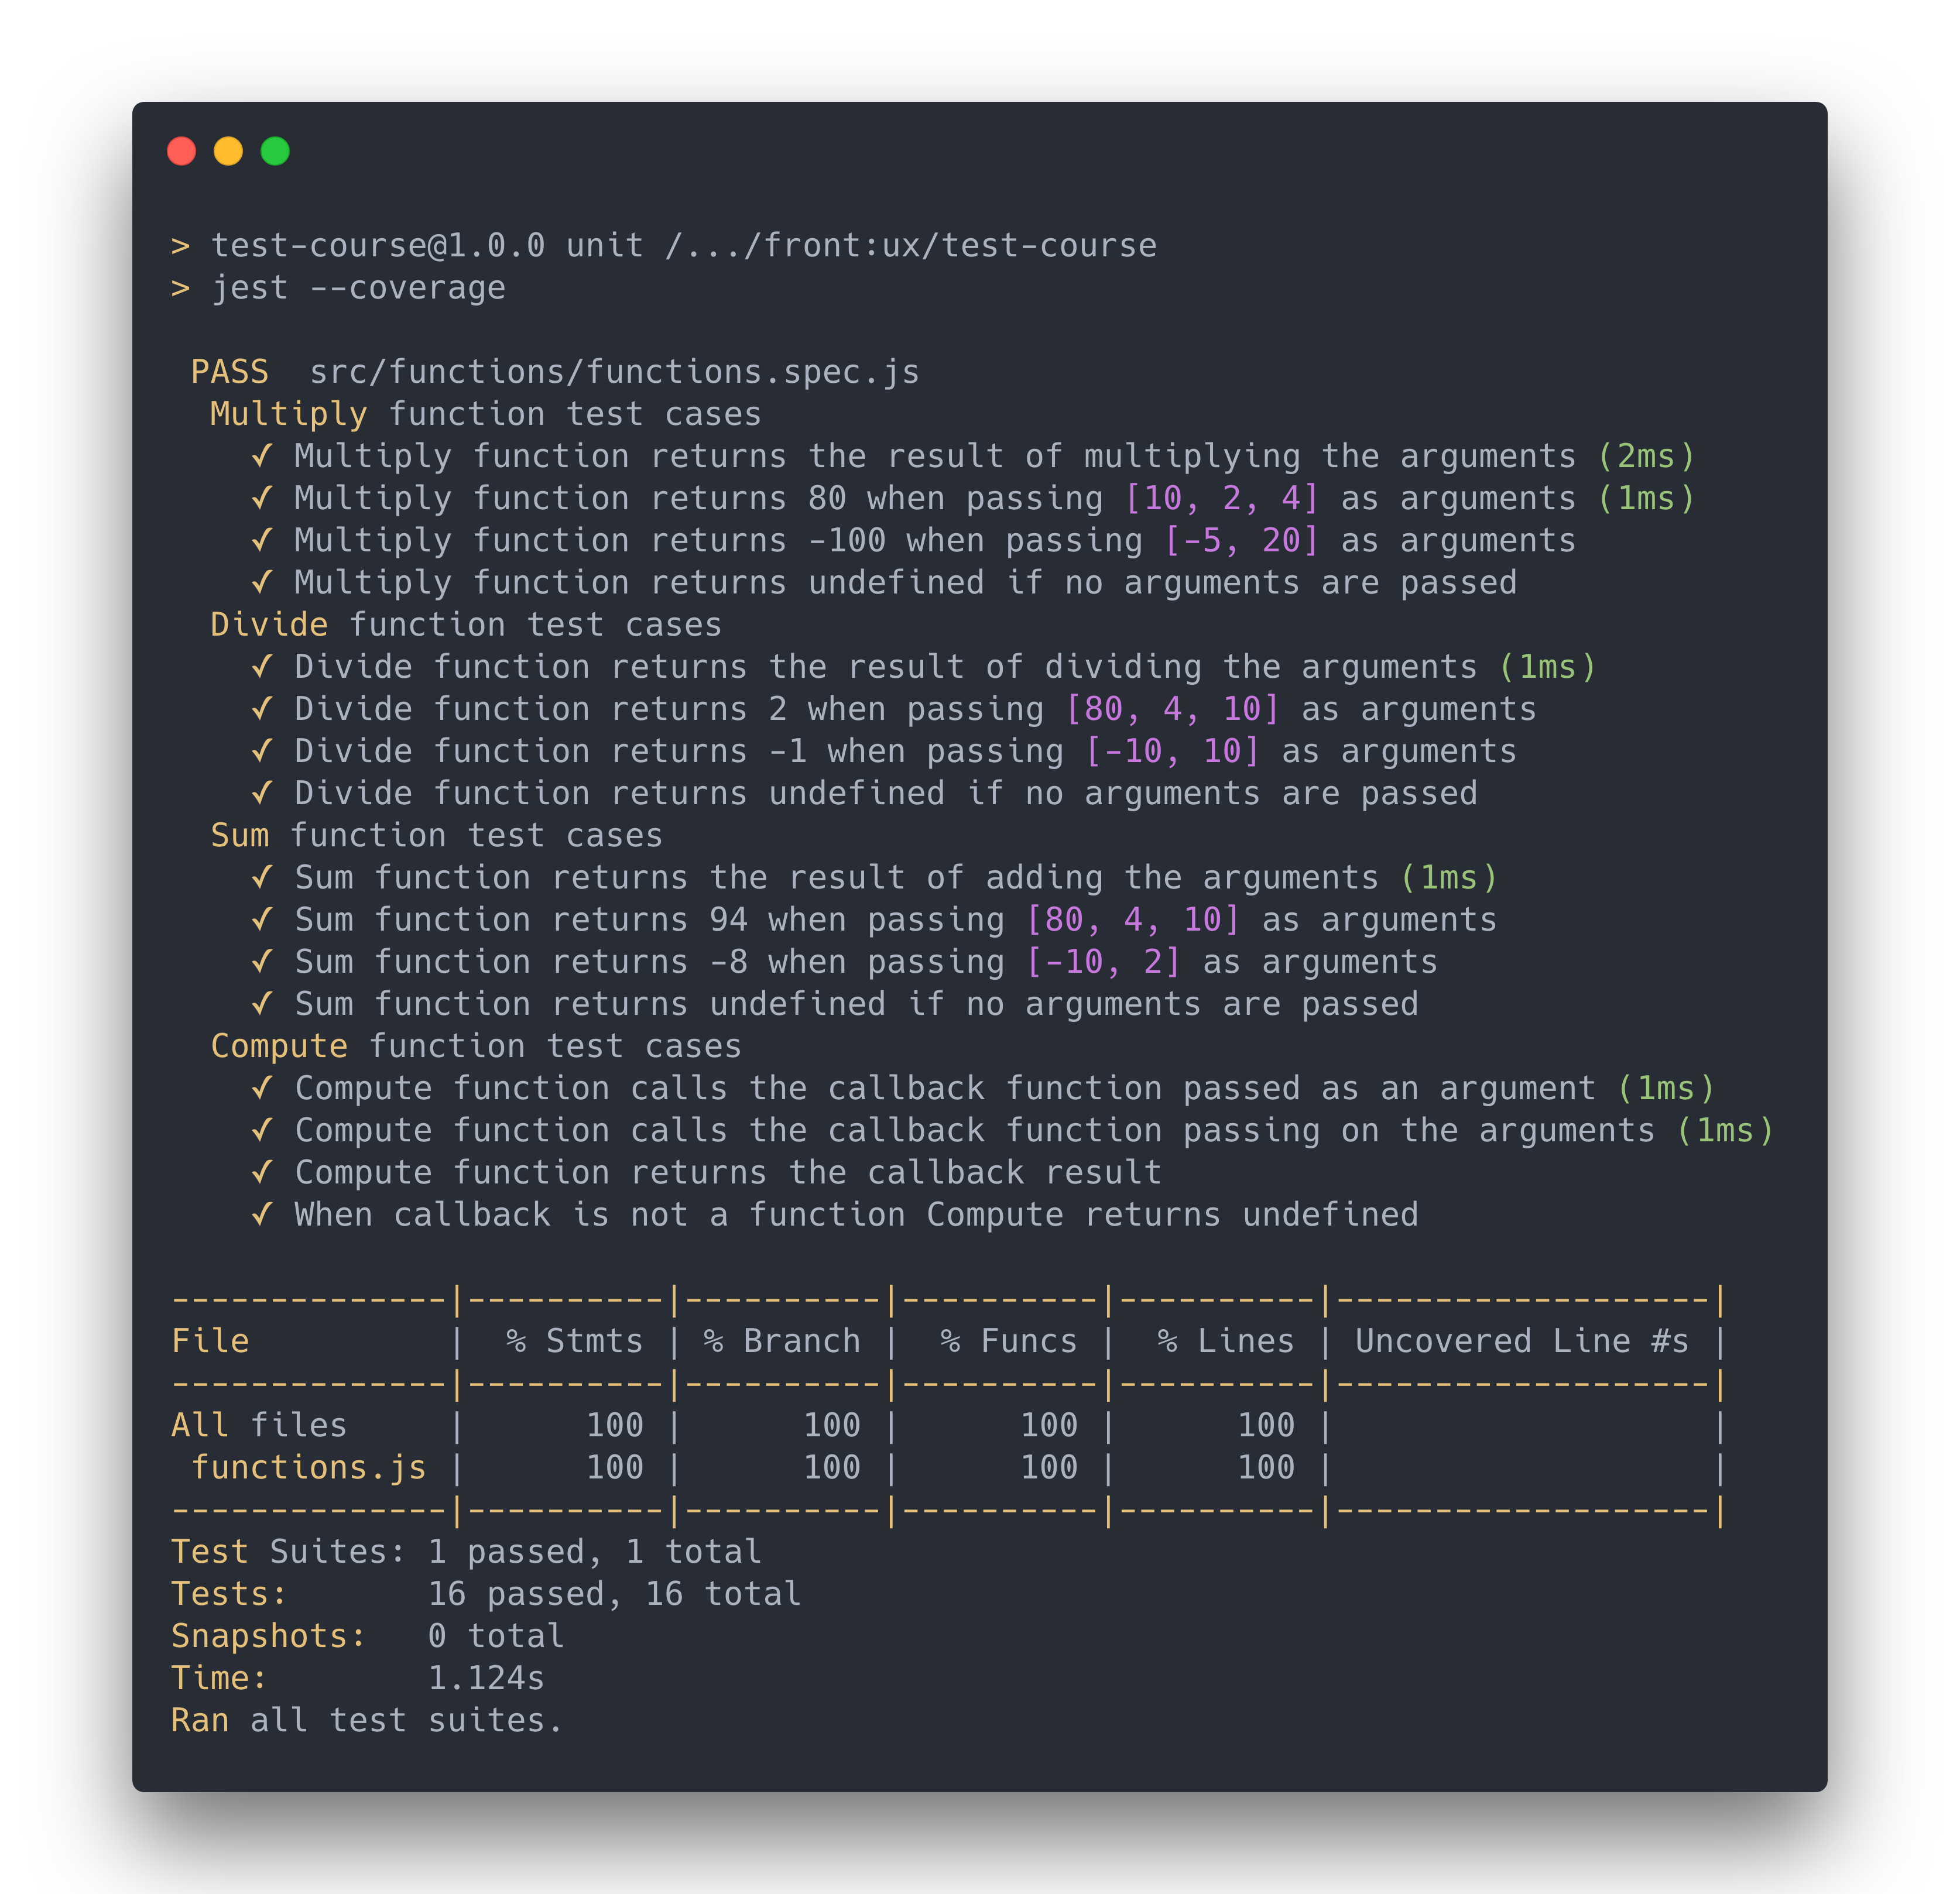 > test-course@1.0.0 unit /.../front:ux/test-course
> jest --coverage

 PASS  src/functions/functions.spec.js
  Multiply function test cases
    ✓ Multiply function returns the result of multiplying the arguments (2ms)
    ✓ Multiply function returns 80 when passing [10, 2, 4] as arguments (1ms)
    ✓ Multiply function returns -100 when passing [-5, 20] as arguments
    ✓ Multiply function returns undefined if no arguments are passed
  Divide function test cases
    ✓ Divide function returns the result of dividing the arguments (1ms)
    ✓ Divide function returns 2 when passing [80, 4, 10] as arguments
    ✓ Divide function returns -1 when passing [-10, 10] as arguments
    ✓ Divide function returns undefined if no arguments are passed
  Sum function test cases
    ✓ Sum function returns the result of adding the arguments (1ms)
    ✓ Sum function returns 94 when passing [80, 4, 10] as arguments
    ✓ Sum function returns -8 when passing [-10, 2] as arguments
    ✓ Sum function returns undefined if no arguments are passed
  Compute function test cases
    ✓ Compute function calls the callback function passed as an argument (1ms)
    ✓ Compute function calls the callback function passing on the arguments (1ms)
    ✓ Compute function returns the callback result
    ✓ When callback is not a function Compute returns undefined

--------------|----------|----------|----------|----------|-------------------|
File          |  % Stmts | % Branch |  % Funcs |  % Lines | Uncovered Line #s |
--------------|----------|----------|----------|----------|-------------------|
All files     |      100 |      100 |      100 |      100 |                   |
 functions.js |      100 |      100 |      100 |      100 |                   |
--------------|----------|----------|----------|----------|-------------------|
Test Suites: 1 passed, 1 total
Tests:       16 passed, 16 total
Snapshots:   0 total
Time:        1.124s
Ran all test suites.